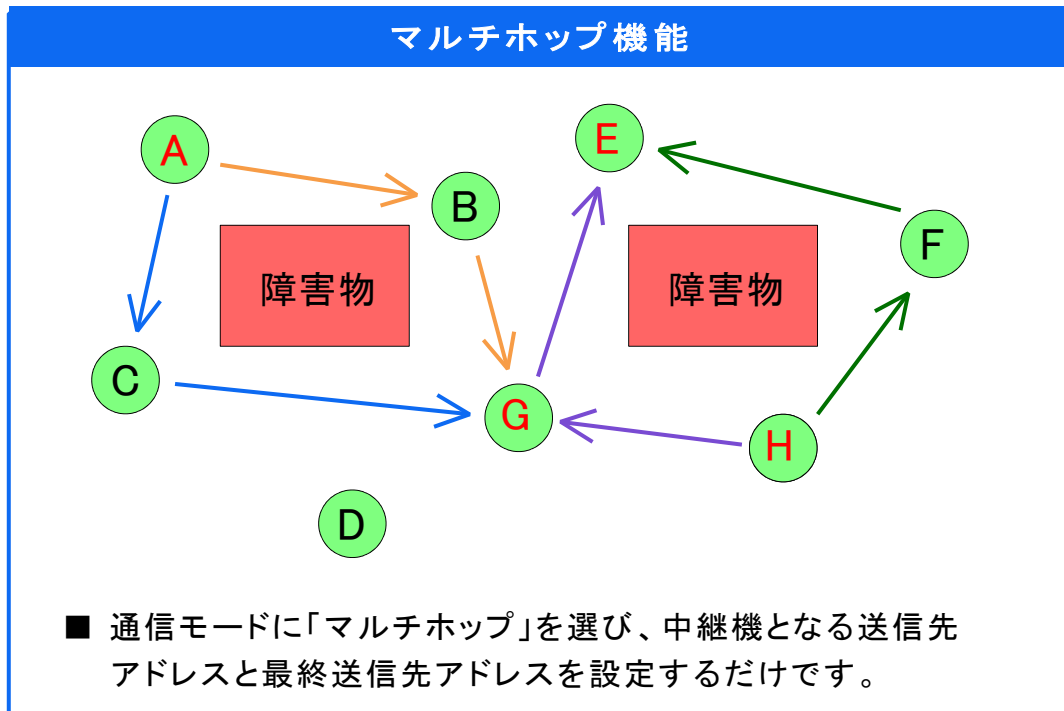 マルチホップ機能
A
E
B
F
障害物
障害物
C
G
H
D
■ 通信モードに「マルチホップ」を選び、中継機となる送信先
アドレスと最終送信先アドレスを設定するだけです。